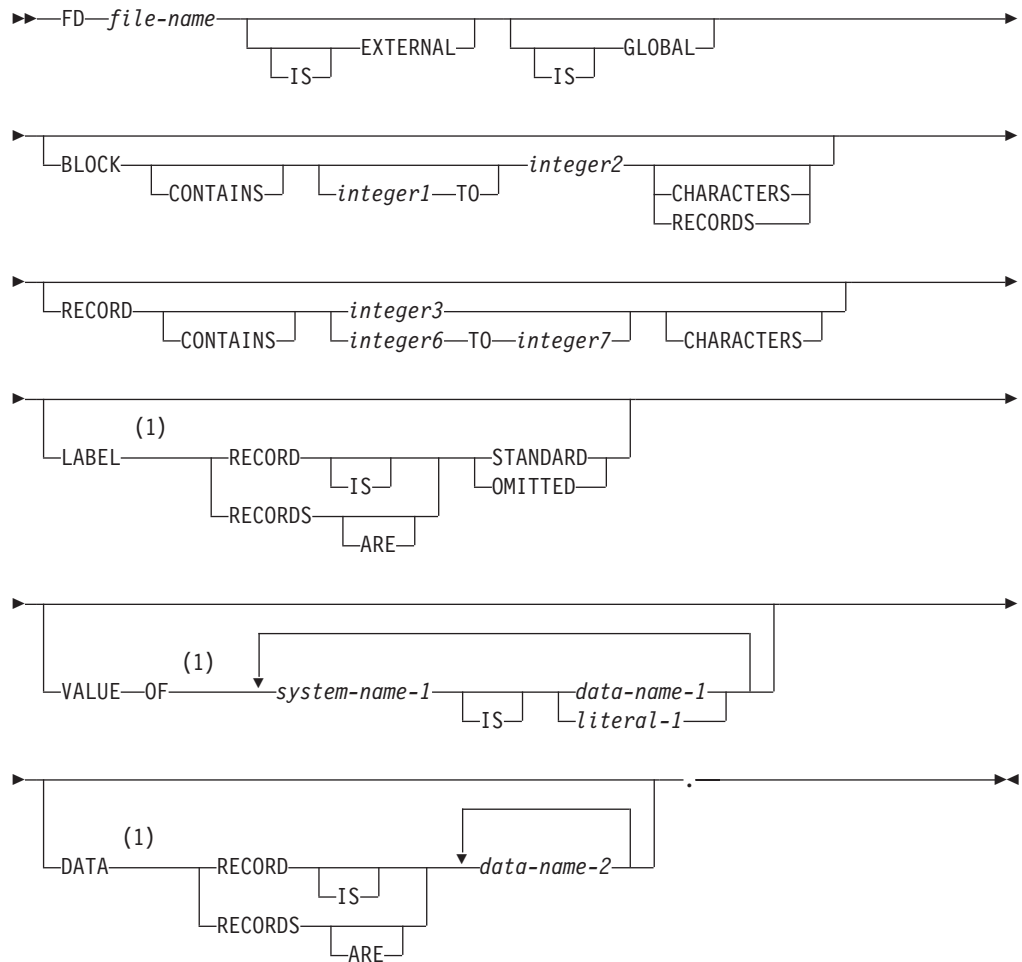 FD file-name EXTERNAL GLOBAL
IS IS
BLOCK integer2
CONTAINS integer1 TO CHARACTERS
RECORDS
RECORD integer3
CONTAINS integer6 TO integer7 CHARACTERS
(1)
LABEL RECORD STANDARD
IS OMITTED
RECORDS
ARE
(1)
VALUE OF system-name-1 data-name-1
IS literal-1
.
(1)
DATA RECORD data-name-2
IS
RECORDS
ARE